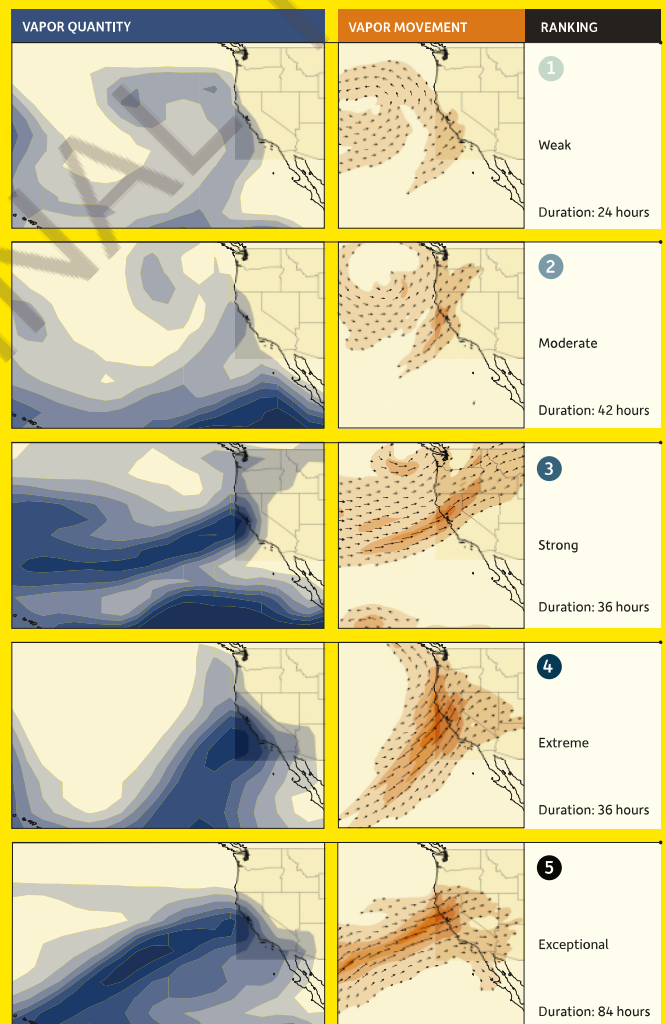 VAPOR QUANTITY
VAPOR MOVEMENT
RANKING
1
Weak
Duration: 24 hours
2
Moderate
Duration: 42 hours
3
Strong
Duration: 36 hours
4
Extreme
Duration: 36 hours
5
Exceptional
Duration: 84 hours